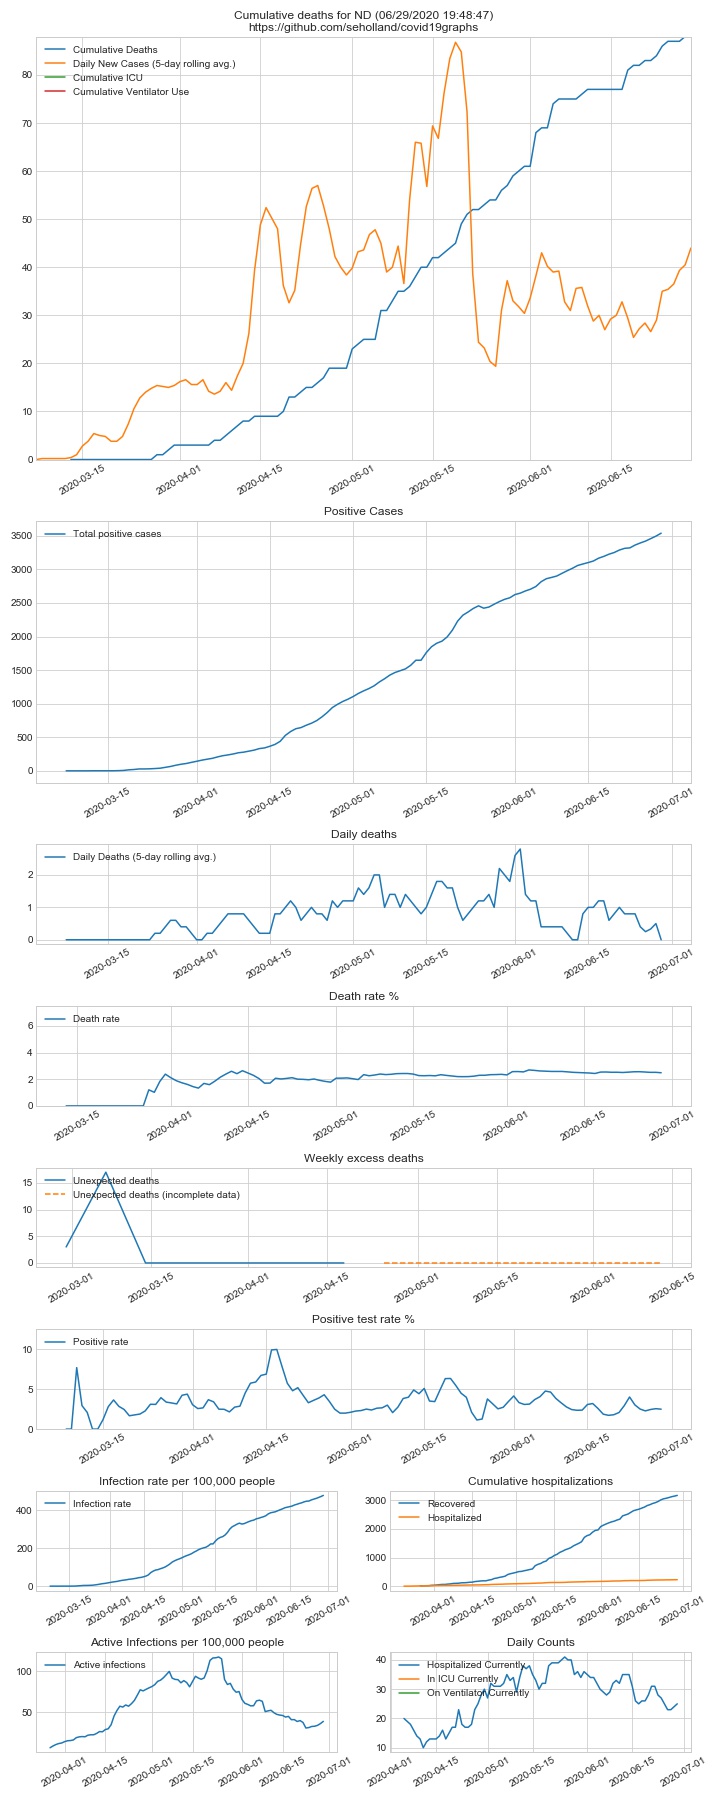 Cumulative deaths for ND (06/29/2020 19:48:47)
https://github.com/seholland/covid19graphs
Cumulative Deaths
Daily New Cases (5-day rolling avg.)
Cumulative ICU
Cumulative Ventilator Use
80
70
60
50
40
30
20
10
0
2020-03-15 2020-04-01 2020-04-15 2020-05-01 2020-05-15 2020-06-01 2020-06-15
Positive Cases
Total positive cases
3500
3000
2500
2000
1500
1000
500
0
2020-03-15 2020-04-01 2020-04-15 2020-05-01 2020-05-15 2020-06-01 2020-06-15 2020-07-01
Daily deaths
Daily Deaths (5-day rolling avg.)
2
1
0
2020-03-15 2020-04-01 2020-04-15 2020-05-01 2020-05-15 2020-06-01 2020-06-15 2020-07-01
Death rate %
Death rate
6
4
2
0
2020-03-15 2020-04-01 2020-04-15 2020-05-01 2020-05-15 2020-06-01 2020-06-15 2020-07-01
Weekly excess deaths
Unexpected deaths
Unexpected deaths (incomplete data)
15
10
5
0
2020-03-01 2020-03-15 2020-04-01 2020-04-15 2020-05-01 2020-05-15 2020-06-01 2020-06-15
Positive test rate %
Positive rate
10
5
0
2020-03-15 2020-04-01 2020-04-15 2020-05-01 2020-05-15 2020-06-01 2020-06-15 2020-07-01
Infection rate per 100,000 people
Infection rate
400
200
0
2020-03-15 2020-04-01 2020-04-15 2020-05-01 2020-05-15 2020-06-01 2020-06-15 2020-07-01
Cumulative hospitalizations
Recovered
Hospitalized
3000
2000
1000
0
2020-04-01 2020-04-15 2020-05-01 2020-05-15 2020-06-01 2020-06-15 2020-07-01
Active Infections per 100,000 people
Active infections
100
50
2020-04-01 2020-04-15 2020-05-01 2020-05-15 2020-06-01 2020-06-15 2020-07-01
Daily Counts
Hospitalized Currently
In ICU Currently
On Ventilator Currently
40
30
20
10
2020-04-01 2020-04-15 2020-05-01 2020-05-15 2020-06-01 2020-06-15 2020-07-01